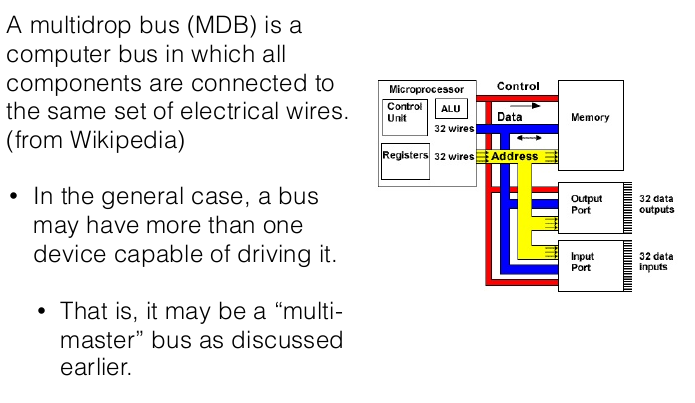 A multidrop bus (MDB) is a
computer bus in which all
components are connected to
the same set of electrical wires.
(from Wikipedia)
• In the general case, a bus
may have more than one
device capable of driving it.
• That is, it may be a “multi-
master” bus as discussed
earlier.
Microprocessor
Control
Unit
ALU
32 wires
Registers
32 wires
Control
Data
Address
Memory
Output
Port
32 data
outputs
Input
Port
32 data
inputs